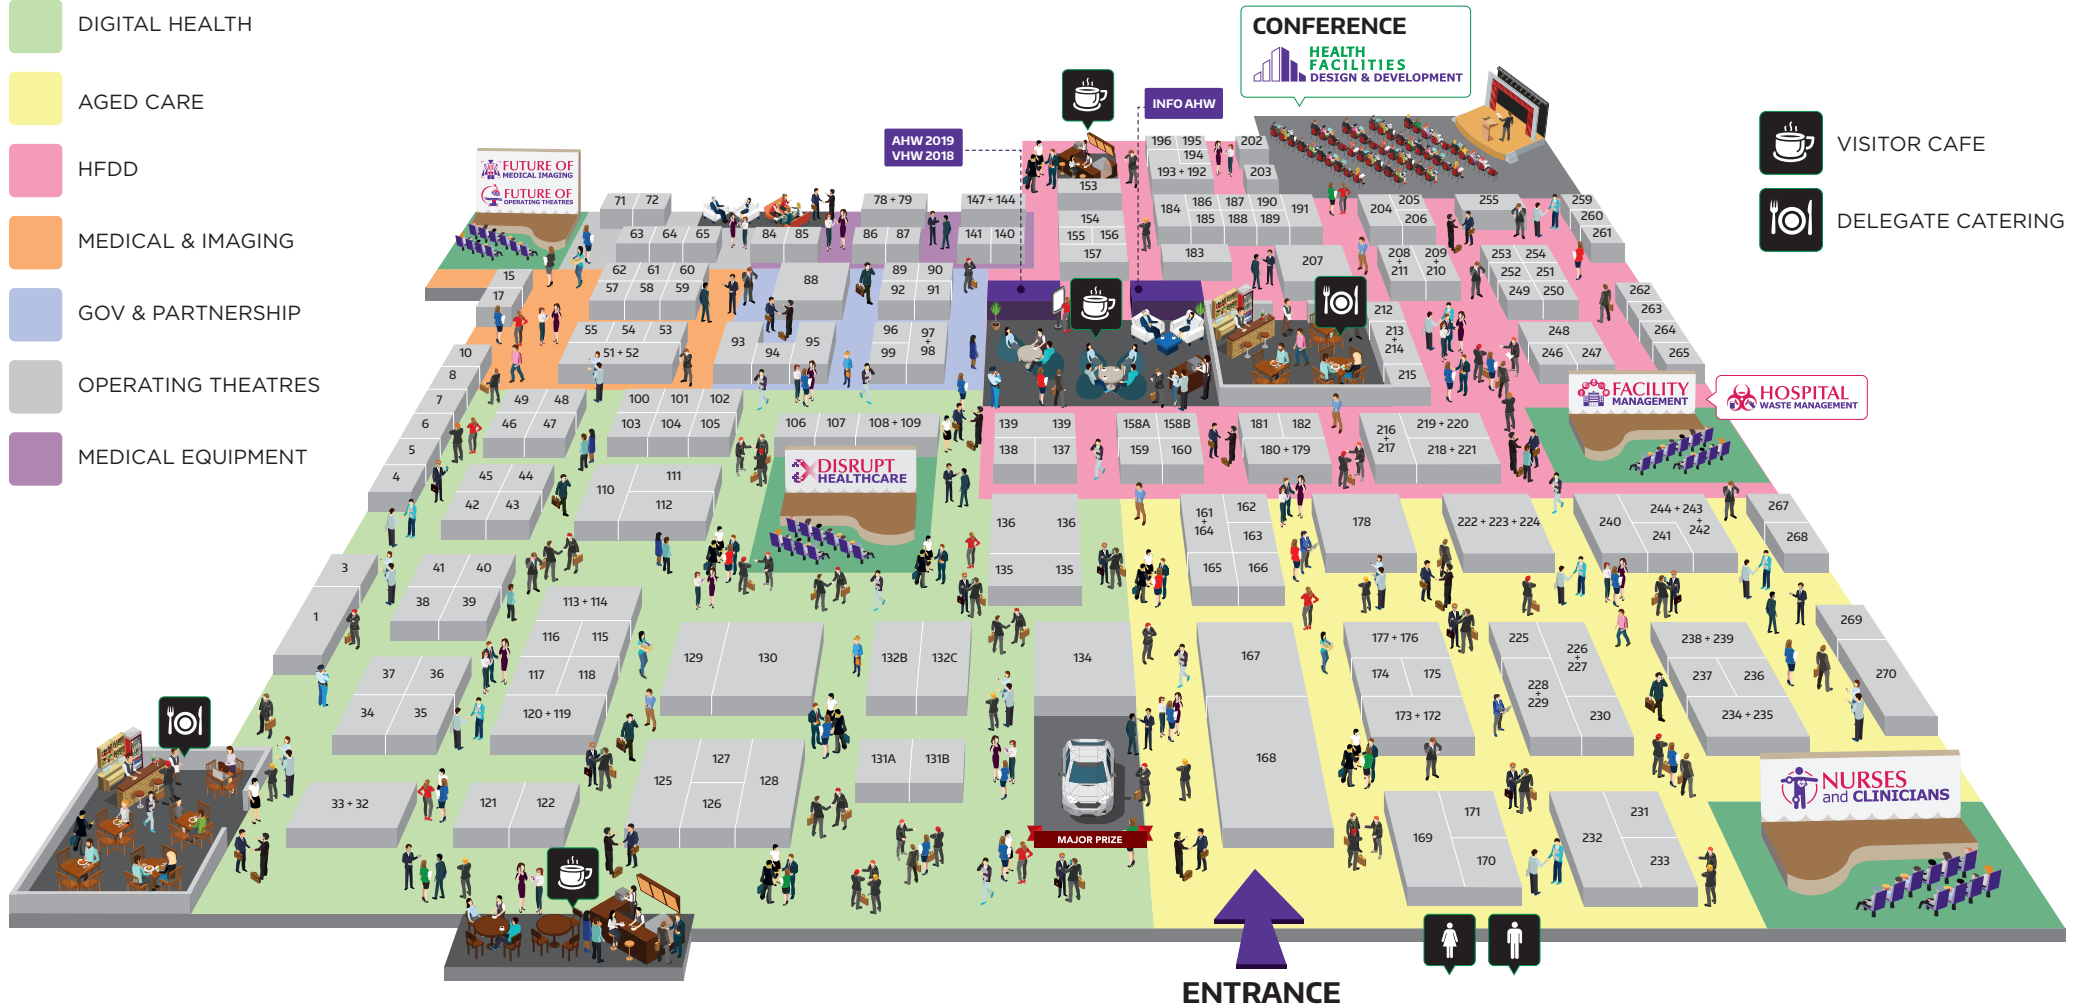 DIGITAL HEALTH
AGED CARE
HFDD
MEDICAL & IMAGING
GOV & PARTNERSHIP
OPERATING THEATRES
MEDICAL EQUIPMENT
CONFERENCE
HEALTH
FACILITIES
DESIGN & DEVELOPMENT
VISITOR CAFE
DELEGATE CATERING
INFO AHW
AHW 2019
VHW 2018
FUTURE OF
MEDICAL IMAGING
FUTURE OF
OPERATING THEATRES
196 195 202
194
193 + 192 203
153
71 72
78 + 79
147 + 144
186 187 190
184 185 188 189 191
204 205 206
255
259
260
261
154
155 156
157
63 64 65
84 85
86 87
141 140
183
207
208
+
211
209
+
210
253 254
252 251
249 250
15
17
62 61 60
57 58 59
88
89 90
92 91
262
263
264
265
212
213
+
214
215
248
246 247
55 54 53
51 + 52
93 94 95
96
99
97
+
98
10
8
7
6
5
4
49 48
46 47
100 101 102
103 104 105
106 107 108 + 109
139 139
138 137
158A 158B
159 160
181 182
180 + 179
216
+
217
219 + 220
218 + 221
FACILITY
MANAGEMENT
HOSPITAL
WASTE MANAGEMENT
DISRUPT
HEALTHCARE
45 44
42 43
110 111
112
136 136
135 135
161
+
164
162
163
165 166
178
222 + 223 + 224
240
244 + 243
+
242
241
267
268
3
1
41 40
38 39
113 + 114
116 115
117 118
120 + 119
129 130
132B 132C
134
167
168
177 + 176
174 175
173 + 172
225
226
+
227
228
+
229
230
238 + 239
237 236
234 + 235
269
270
37 36
34 35
33 + 32
121 122
125 127 128
126
131A 131B
MAJOR PRIZE
169 171
170
232 231
233
NURSES
and CLINICIANS
ENTRANCE